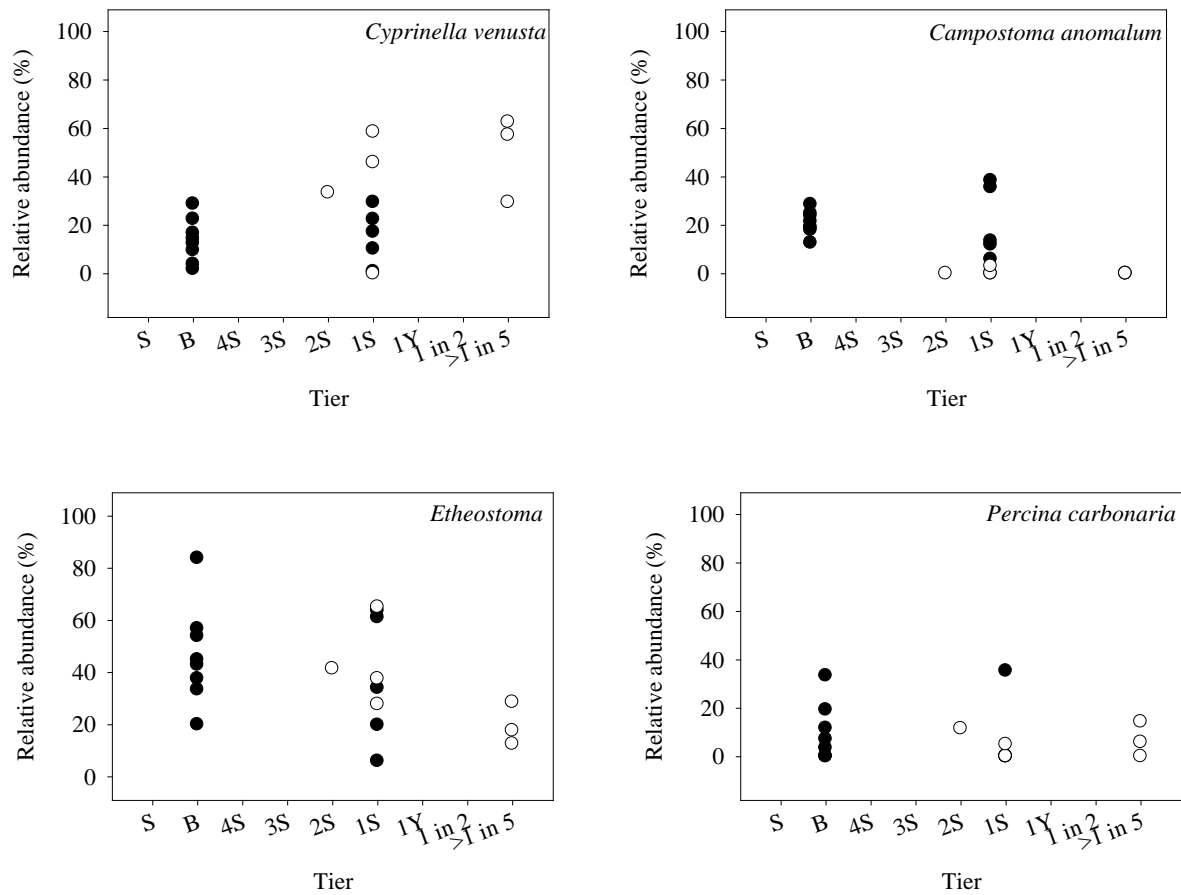 Cyprinella venusta
Relative abundance (%)
100
80
60
40
20
0
S
B
4S
3S
2S
1S
1Y
1 in 2
>1 in 5
Tier
Campostoma anomalum
Relative abundance (%)
100
80
60
40
20
0
S
B
4S
3S
2S
1S
1Y
1 in 2
>1 in 5
Tier
Etheostoma
Relative abundance (%)
100
80
60
40
20
0
S
B
4S
3S
2S
1S
1Y
1 in 2
>1 in 5
Tier
Percina carbonaria
Relative abundance (%)
100
80
60
40
20
0
S
B
4S
3S
2S
1S
1Y
1 in 2
>1 in 5
Tier